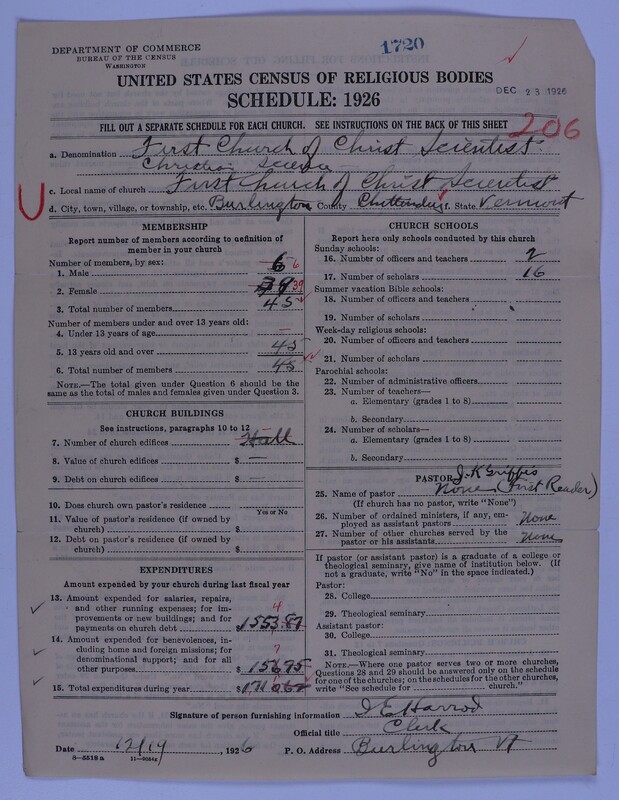 DEPARTMENT OF COMMERCE
BUREAU OF THE CENSUS
WASHINGTON
1720
UNITED STATES CENSUS OF RELIGIOUS BODIES
SCHEDULE: 1926
DEC 23 1926
FILL OUT A SEPARATE SCHEDULE FOR EACH CHURCH. SEE INSTRUCTIONS ON THE BACK OF THIS SHEET
206
a. Denomination First Church of Christ Scientist.
Christian Science
c. Local name of church First Church of Christ Scientist
d. City, town, village, or township, etc. Burlington County Chittenden State Vermont
MEMBERSHIP
Report number of members according to definition of
member in your church
Number of members, by sex:
1. Male 6 6
2. Female 39 39
3. Total number of members 45
Number of members under and over 13 years old:
4. Under 13 years of age —
5. 13 years old and over 45
6. Total number of members 45
NOTE.—The total given under Question 6 should be
same as the total of males and females given under Question 3.
CHURCH BUILDINGS
See instructions, paragraphs 10 to 12
7. Number of church edifices Hall
8. Value of church edifices $ —
9. Debt on church edifices $
10. Does church own pastor's residence
Yes or No
11. Value of pastor's residence (if owned by
church) $
12. Debt on pastor's residence (if owned by
church) $
EXPENDITURES
Amount expended by your church during last fiscal year
13. Amount expended for salaries, repairs,
and other running expenses; for im-
provements or new buildings; and for
payments on church debt 4 1553.87
14. Amount expended for benevolences,
including home and foreign missions; for
denominational support; and for all
other purposes 7 $ 156.75
15. Total expenditures during year $
CHURCH SCHOOLS
Report here only schools conducted by this church
Sunday schools:
16. Number of officers and teachers 2
17. Number of scholars 16
Summer vacation Bible schools:
18. Number of officers and teachers
19. Number of scholars
Week-day religious schools:
20. Number of officers and teachers
21. Number of scholars
Parochial schools:
22. Number of administrative officers
23. Number of teachers—
a. Elementary (grades 1 to 8)
b. Secondary
24. Number of scholars—
a. Elementary (grades 1 to 8)
b. Secondary
PASTOR J.K Griffis
25. Name of pastor None (First Reader)
(If church has no pastor, write "None")
26. Number of ordained ministers, if any, em-
ployed as assistant pastors None
27. Number of other churches served by the
pastor or his assistants None
If pastor (or assistant pastor) is a graduate of a college or
theological seminary, give name of institution below. (If
not a graduate, write "No" in the space indicated.)
Pastor:
28. College
29. Theological seminary
Assistant pastor:
30. College
31. Theological seminary
NOTE.—Where one pastor serves two or more churches,
Questions 28 and 29 should be answered only on the schedule
for one of the churches; on the schedules for the other churches,
write "See schedule for church."
Signature of person furnishing information I E Harrod
Official title Clerk
Date 12/19, 1926 P. O. Address Burlington Vt
8—5518 a